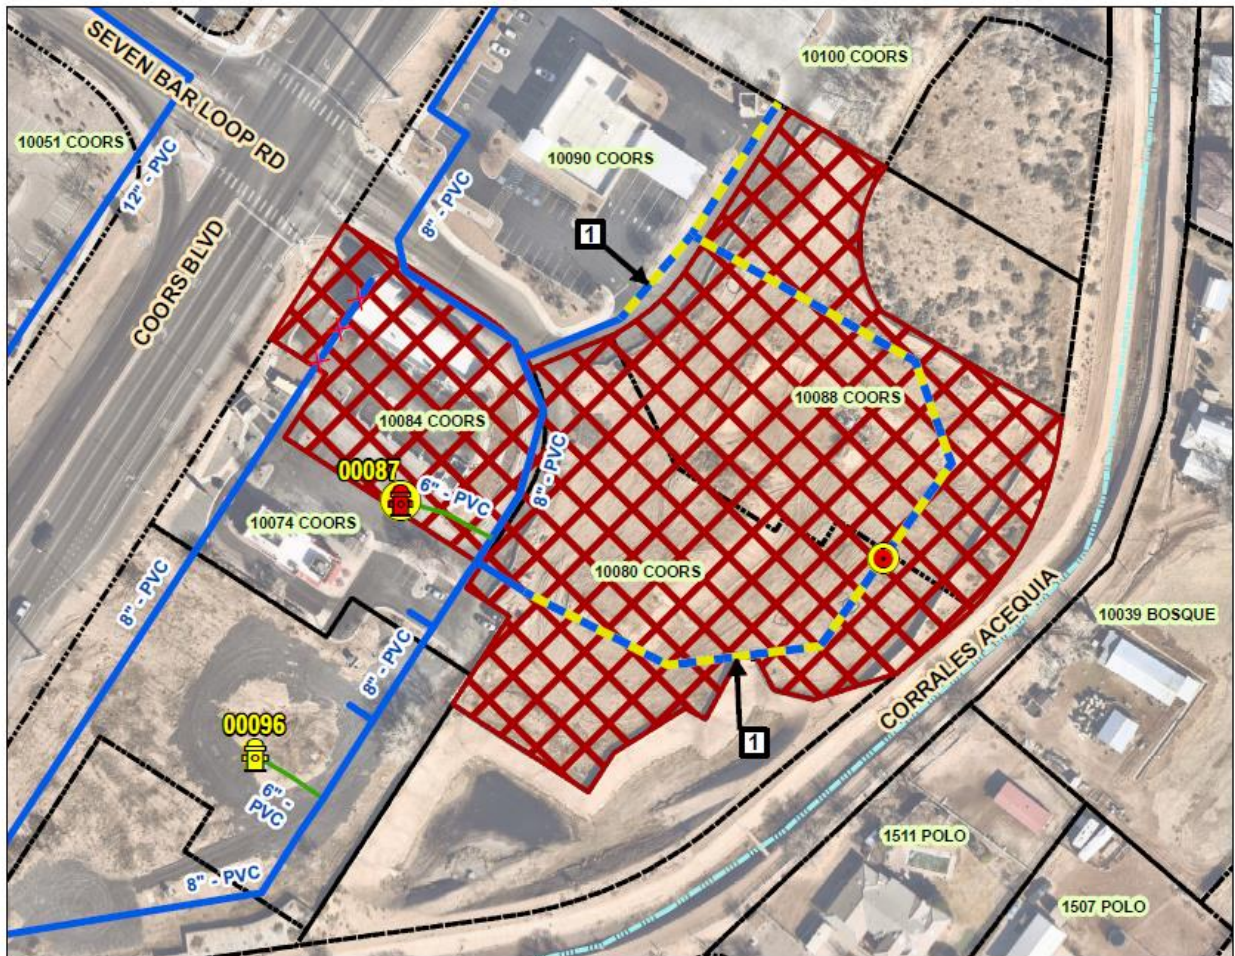 SEVEN BAR LOOP RD
10100 COORS
10051 COORS
12" - PVC
10090 COORS
8" - PVC
1
COORS BLVD
10088 COORS
10084 COORS
00087
6" - PVC
8" - PVC
10074 COORS
10080 COORS
8" - PVC
CORRALES ACEQUIA
10039 BOSQUE
8" - PVC
00096
1
6" -
PVC
1511 POLO
8" - PVC
1507 POLO